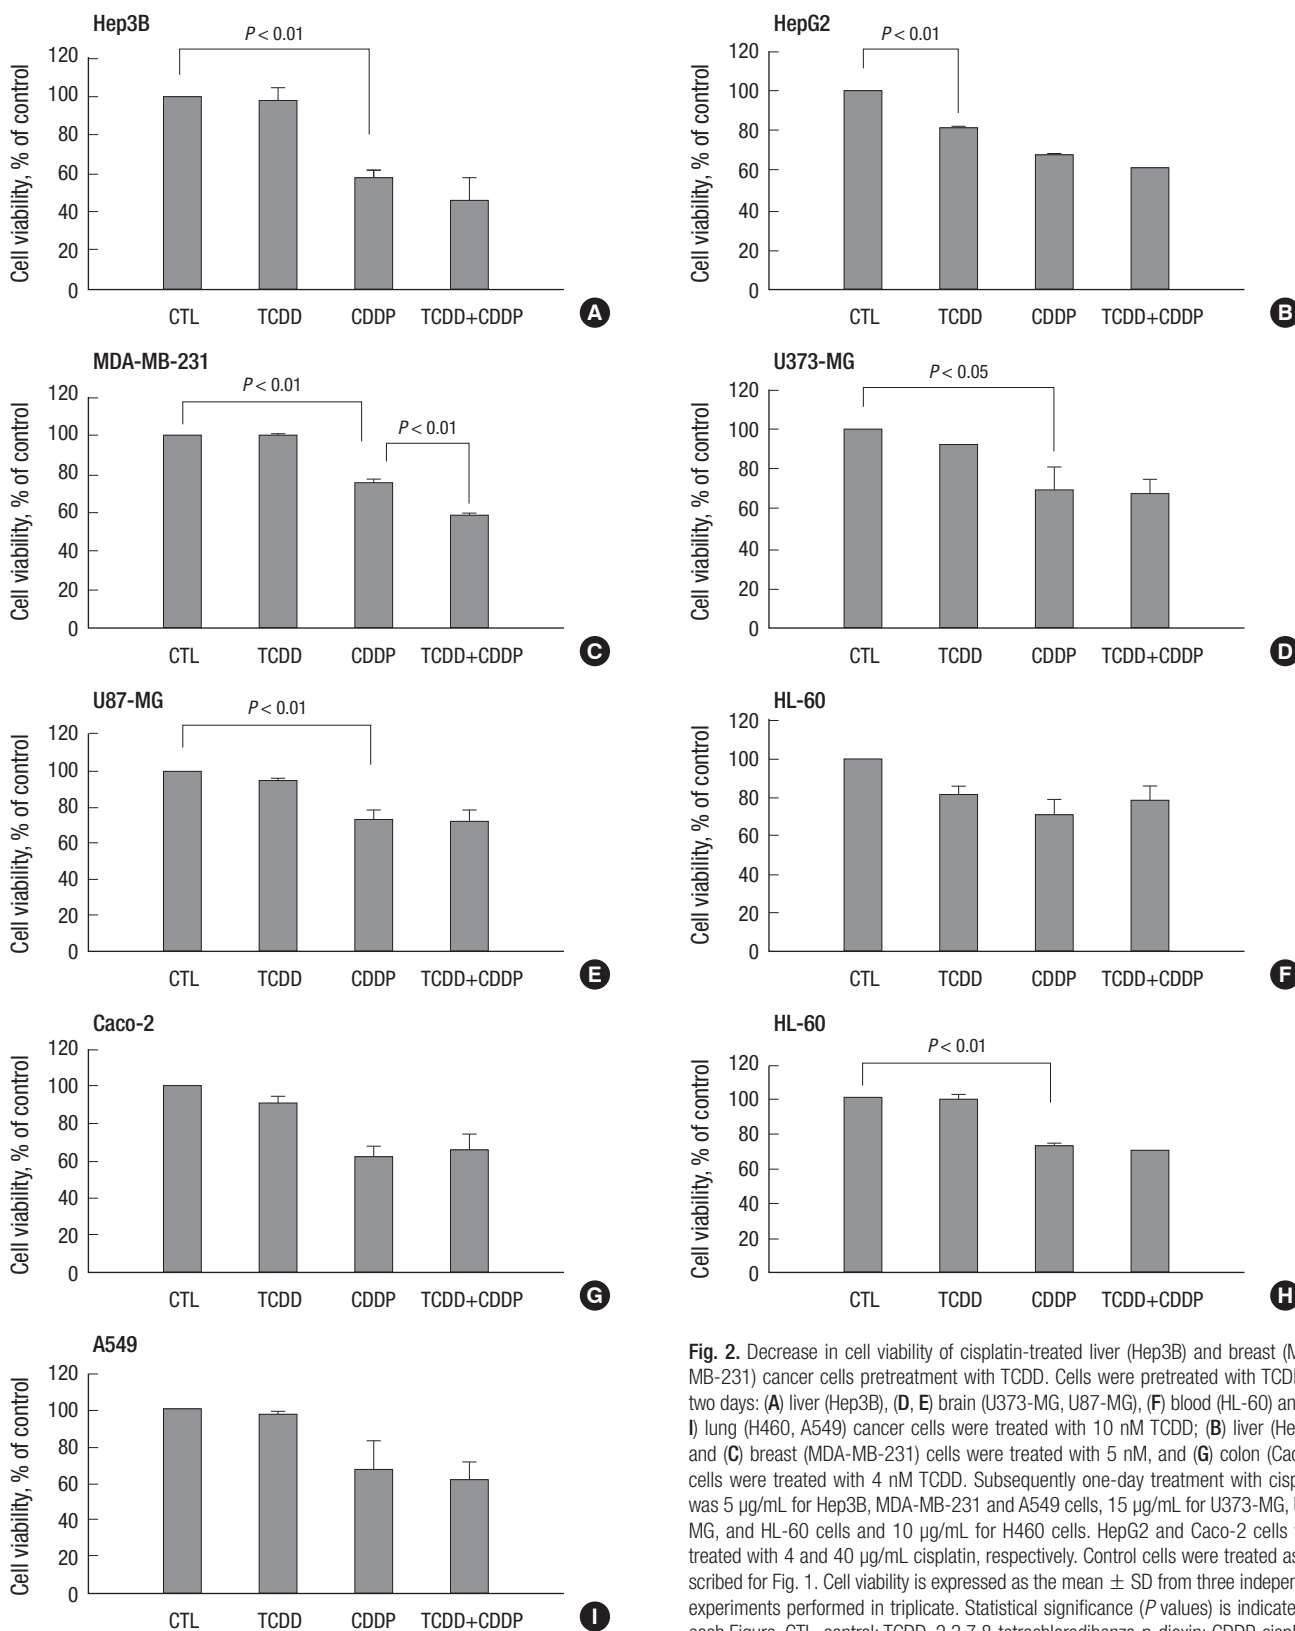 Hep3B
P < 0.01
Cell viability, % of control
120
100
80
60
40
20
0
CTL TCDD CDDP TCDD+CDDP
A
HepG2
P < 0.01
Cell viability, % of control
120
100
80
60
40
20
0
CTL TCDD CDDP TCDD+CDDP
B
MDA-MB-231
P < 0.01
P < 0.01
Cell viability, % of control
120
100
80
60
40
20
0
CTL TCDD CDDP TCDD+CDDP
C
U373-MG
P < 0.05
Cell viability, % of control
120
100
80
60
40
20
0
CTL TCDD CDDP TCDD+CDDP
D
U87-MG
P < 0.01
Cell viability, % of control
120
100
80
60
40
20
0
CTL TCDD CDDP TCDD+CDDP
E
HL-60
Cell viability, % of control
120
100
80
60
40
20
0
CTL TCDD CDDP TCDD+CDDP
F
Caco-2
Cell viability, % of control
120
100
80
60
40
20
0
CTL TCDD CDDP TCDD+CDDP
G
HL-60
P < 0.01
Cell viability, % of control
120
100
80
60
40
20
0
CTL TCDD CDDP TCDD+CDDP
H
A549
Cell viability, % of control
120
100
80
60
40
20
0
CTL TCDD CDDP TCDD+CDDP
I
Fig. 2. Decrease in cell viability of cisplatin-treated liver (Hep3B) and breast (M
MB-231) cancer cells pretreatment with TCDD. Cells were pretreated with TCD
two days: (A) liver (Hep3B), (D, E) brain (U373-MG, U87-MG), (F) blood (HL-60) an
I) lung (H460, A549) cancer cells were treated with 10 nM TCDD; (B) liver (He
and (C) breast (MDA-MB-231) cells were treated with 5 nM, and (G) colon (Cac
cells were treated with 4 nM TCDD. Subsequently one-day treatment with cisp
was 5 µg/mL for Hep3B, MDA-MB-231 and A549 cells, 15 µg/mL for U373-MG, U
MG, and HL-60 cells and 10 µg/mL for H460 cells. HepG2 and Caco-2 cells
treated with 4 and 40 µg/mL cisplatin, respectively. Control cells were treated as
scribed for Fig. 1. Cell viability is expressed as the mean ± SD from three indepen
experiments performed in triplicate. Statistical significance (P values) is indicate
each Figure. CTL, control; TCDD, 2,3,7,8-tetrachlorodibenzo-p-dioxin; CDDP, cispl